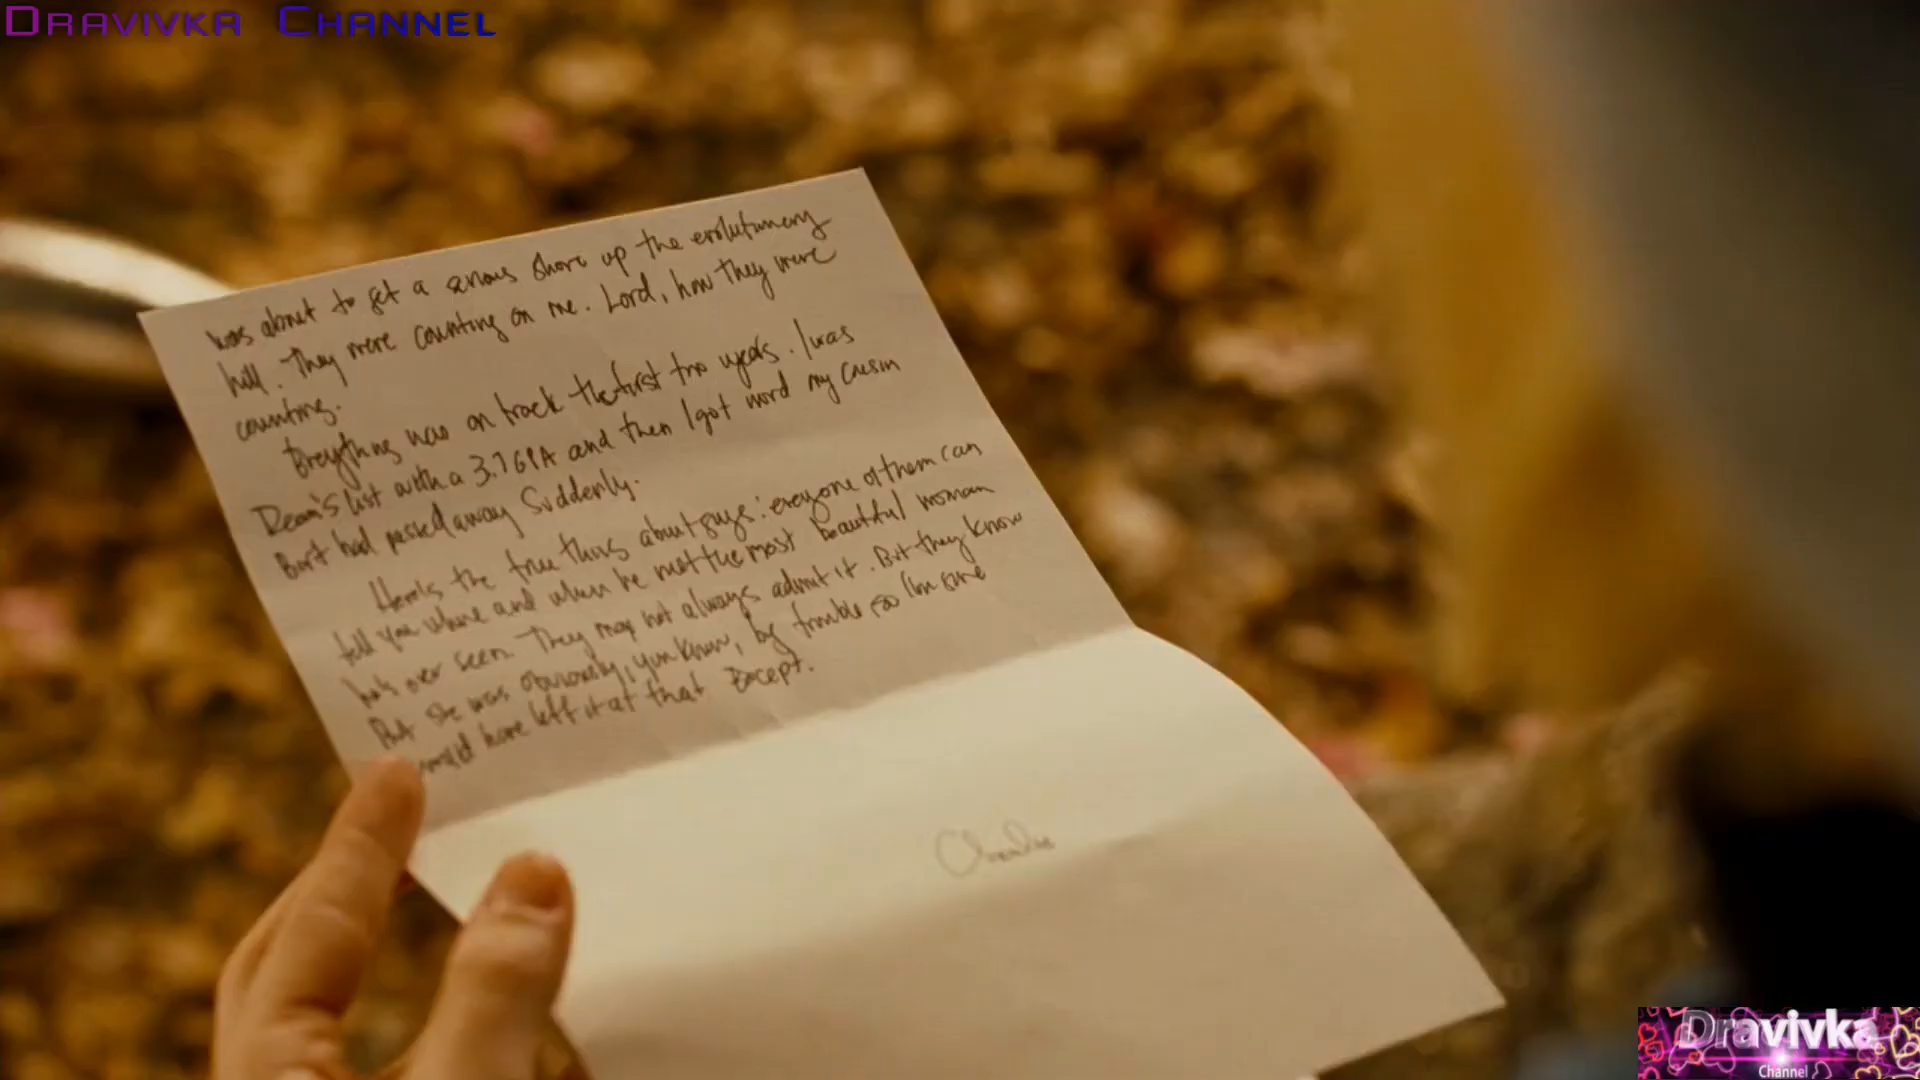 DRAVIVKA CHANNEL
was about to get a serious shove up the evolutionary
hill. They were counting on me. Lord, how they were
counting.
Everything was on track the first two years. I was
Dean's list with a 3.7 GPA and then I got word my cousin
Bart had passed away suddenly.
Here's the true thing about guys: everyone of them can
tell you where and when he met the most beautiful woman
he's ever seen. They may not always admit it. But they know
But she was obviously, you know, big trouble so I'm sure
would have left it at that Except.
Dravivka
Channel